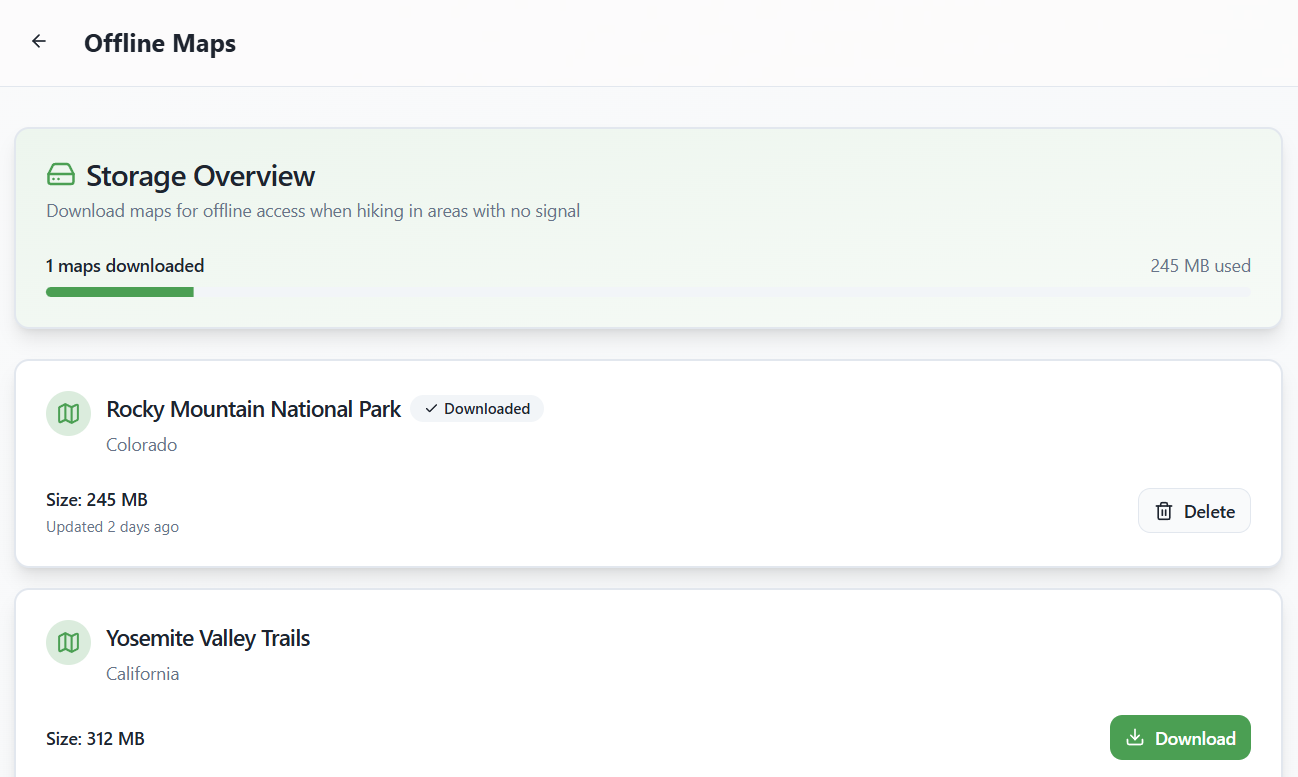 Offline Maps
Storage Overview
Download maps for offline access when hiking in areas with no signal
1 maps downloaded
245 MB used
Rocky Mountain National Park
Downloaded
Colorado
Size: 245 MB
Updated 2 days ago
Delete
Yosemite Valley Trails
California
Size: 312 MB
Download